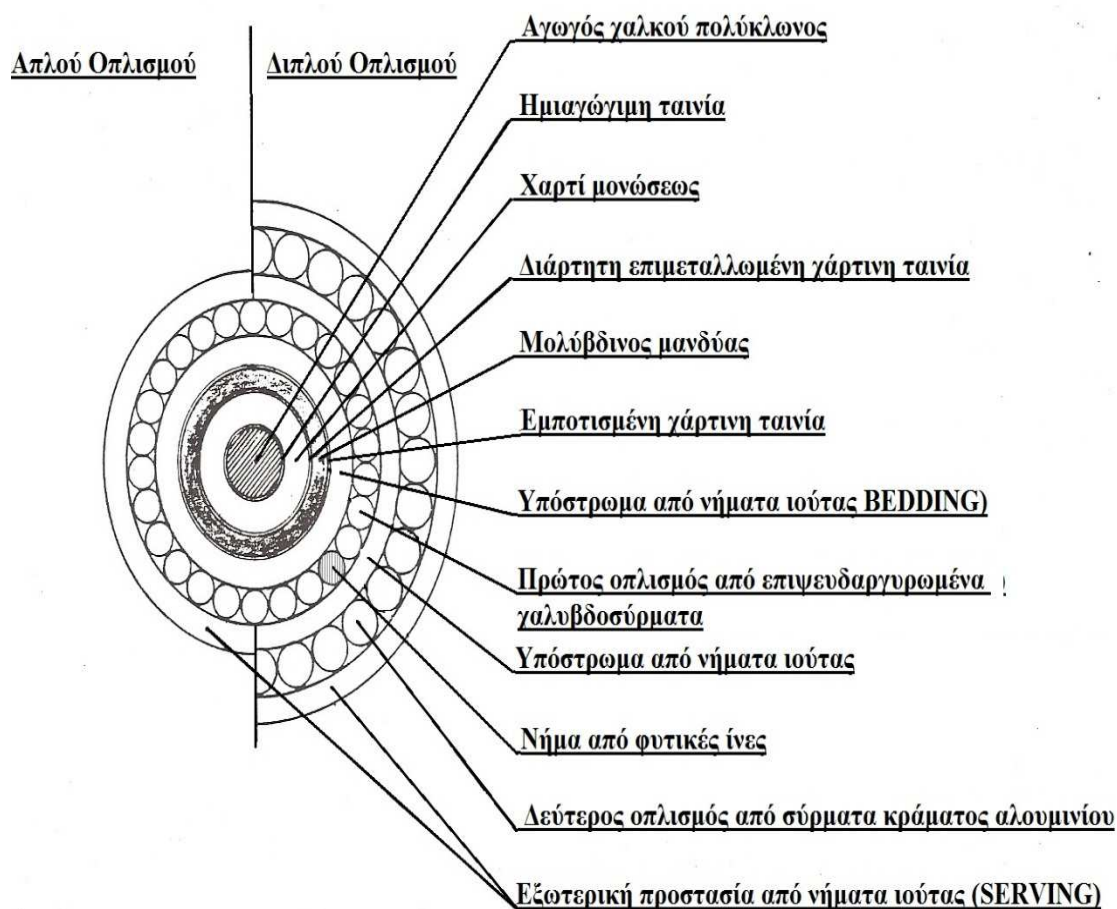 Απλού Οπλισμού
Διπλού Οπλισμού
Αγωγός χαλκού πολύκλωνος
Ημιαγώγιμη ταινία
Χαρτί μονώσεως
Διάρτητη επιμεταλλωμένη χάρτινη ταινία
Μολύβδινος μανδύας
Εμποτισμένη χάρτινη ταινία
Υπόστρωμα από νήματα ιούτας BEDDING)
Πρώτος οπλισμός από επιψευδαργυρωμένα )
χαλυβδοσύρματα
Υπόστρωμα από νήματα ιούτας
Νήμα από φυτικές ίνες
Δεύτερος οπλισμός από σύρματα κράματος αλουμινίου
Εξωτερική προστασία από νήματα ιούτας (SERVING)